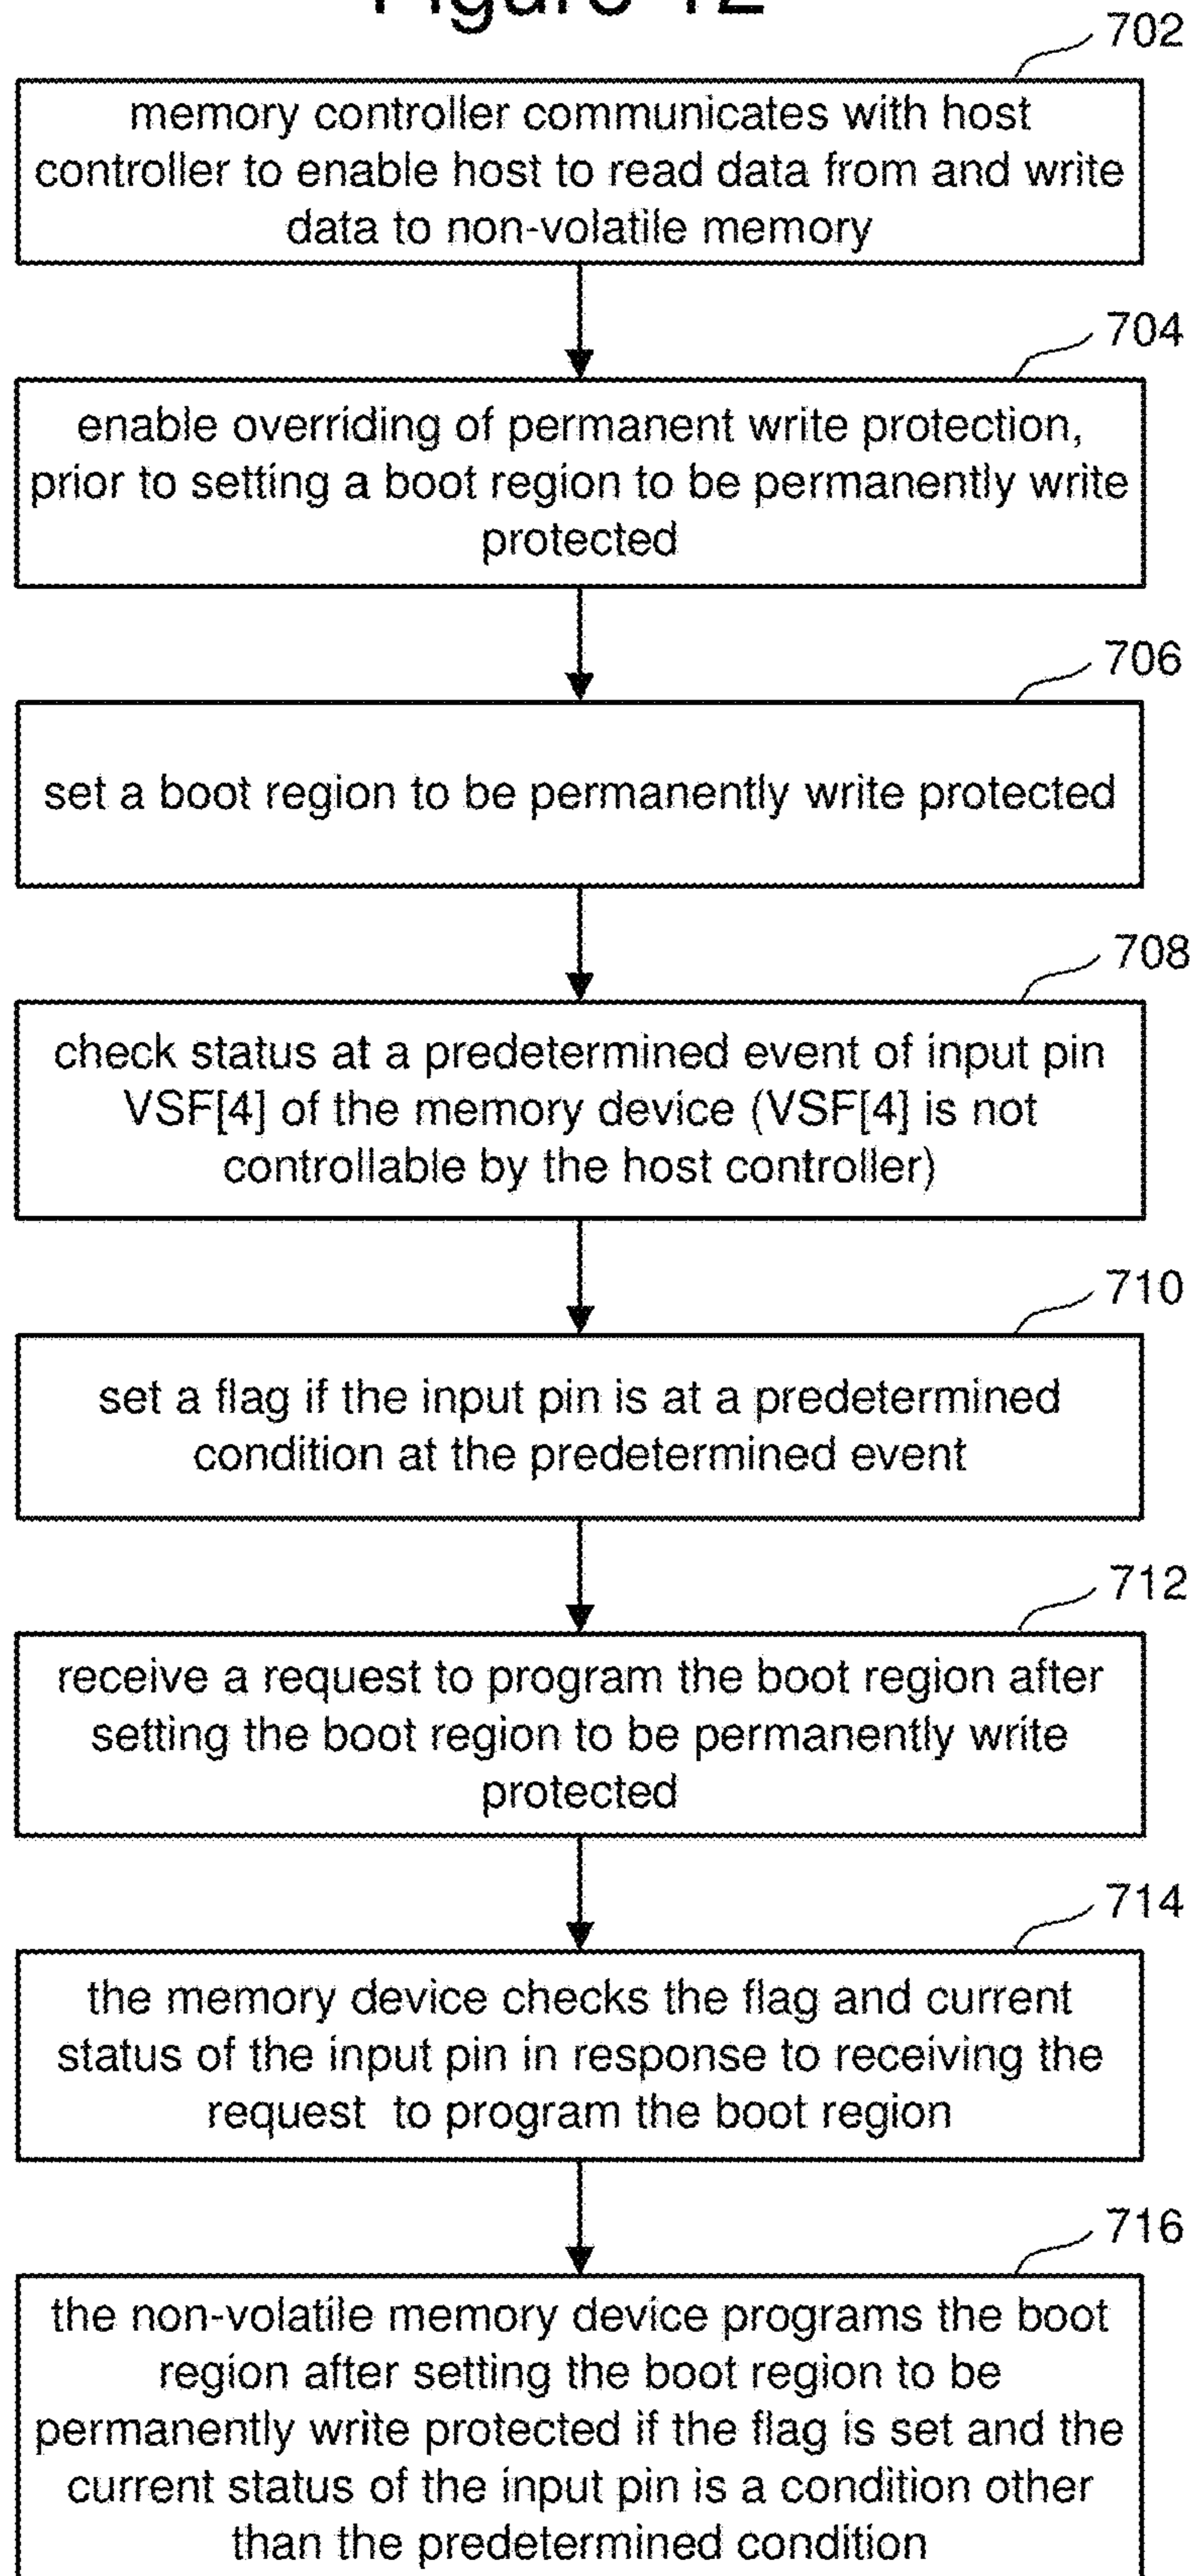 Figure 12
702
memory controller communicates with host
controller to enable host to read data from and write
data to non-volatile memory
704
enable overriding of permanent write protection,
prior to setting a boot region to be permanently write
protected
706
set a boot region to be permanently write protected
708
check status at a predetermined event of input pin
VSF[4] of the memory device (VSF[4] is not
controllable by the host controller)
710
set a flag if the input pin is at a predetermined
condition at the predetermined event
712
receive a request to program the boot region after
setting the boot region to be permanently write
protected
714
the memory device checks the flag and current
status of the input pin in response to receiving the
request to program the boot region
716
the non-volatile memory device programs the boot
region after setting the boot region to be
permanently write protected if the flag is set and the
current status of the input pin is a condition other
than the predetermined condition